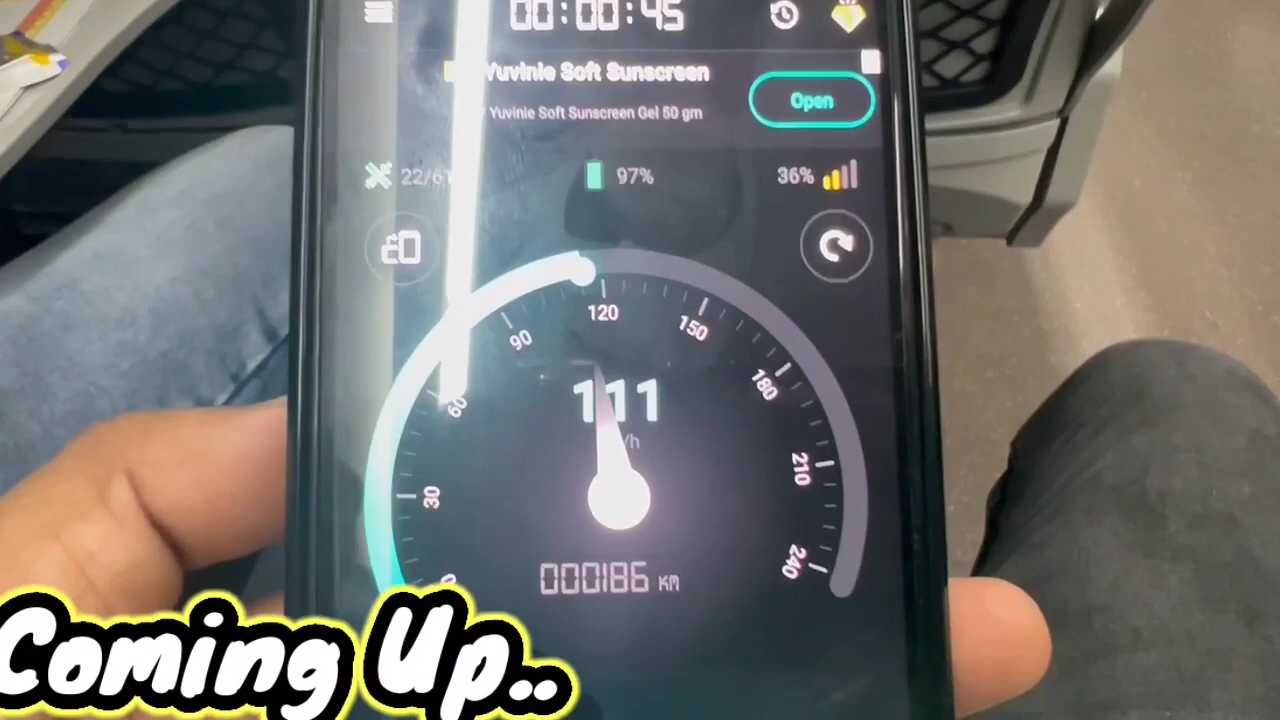 00:00:45
Yuvinie Soft Sunscreen
Yuvinie Soft Sunscreen Gel 50 gm
Open
97%
36%
0
30
60
90
120
150
180
210
240
111
/h
000186 KM
Coming Up..